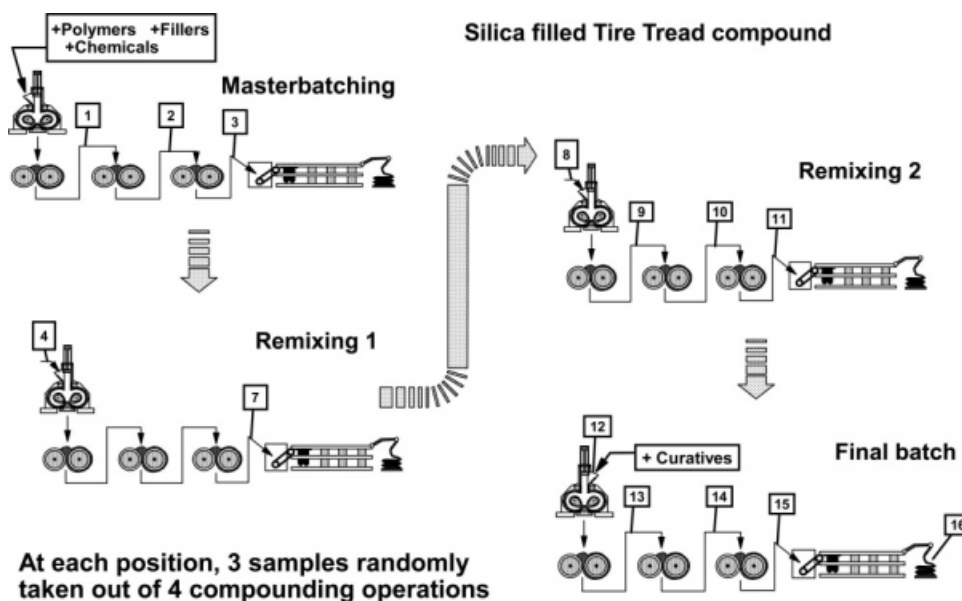 +Polymers +Fillers
+Chemicals
Silica filled Tire Tread compound
Masterbatching
1
2
3
4
Remixing 1
7
8
Remixing 2
9
10
11
12
+ Curatives
Final batch
13
14
15
16
At each position, 3 samples randomly
taken out of 4 compounding operations